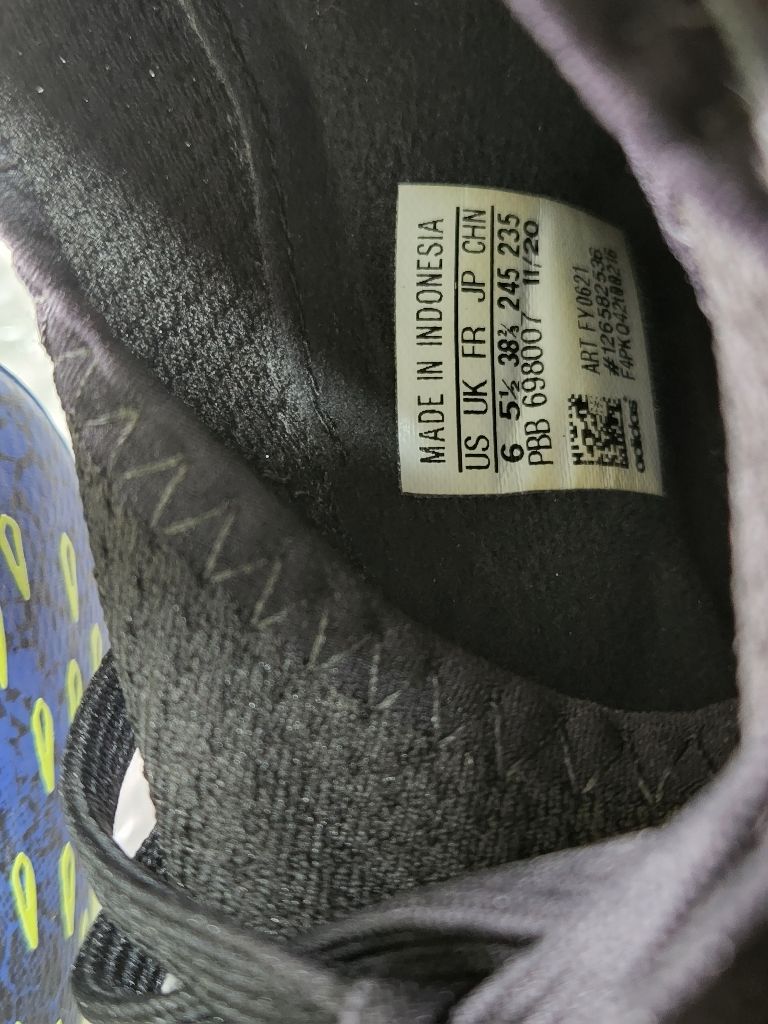 MADE IN INDONESIA
US UK FR JP CHN
6 5½ 38⅔ 245 235
PBB 698007 11/20
ART FY0621
#126582536
adidas